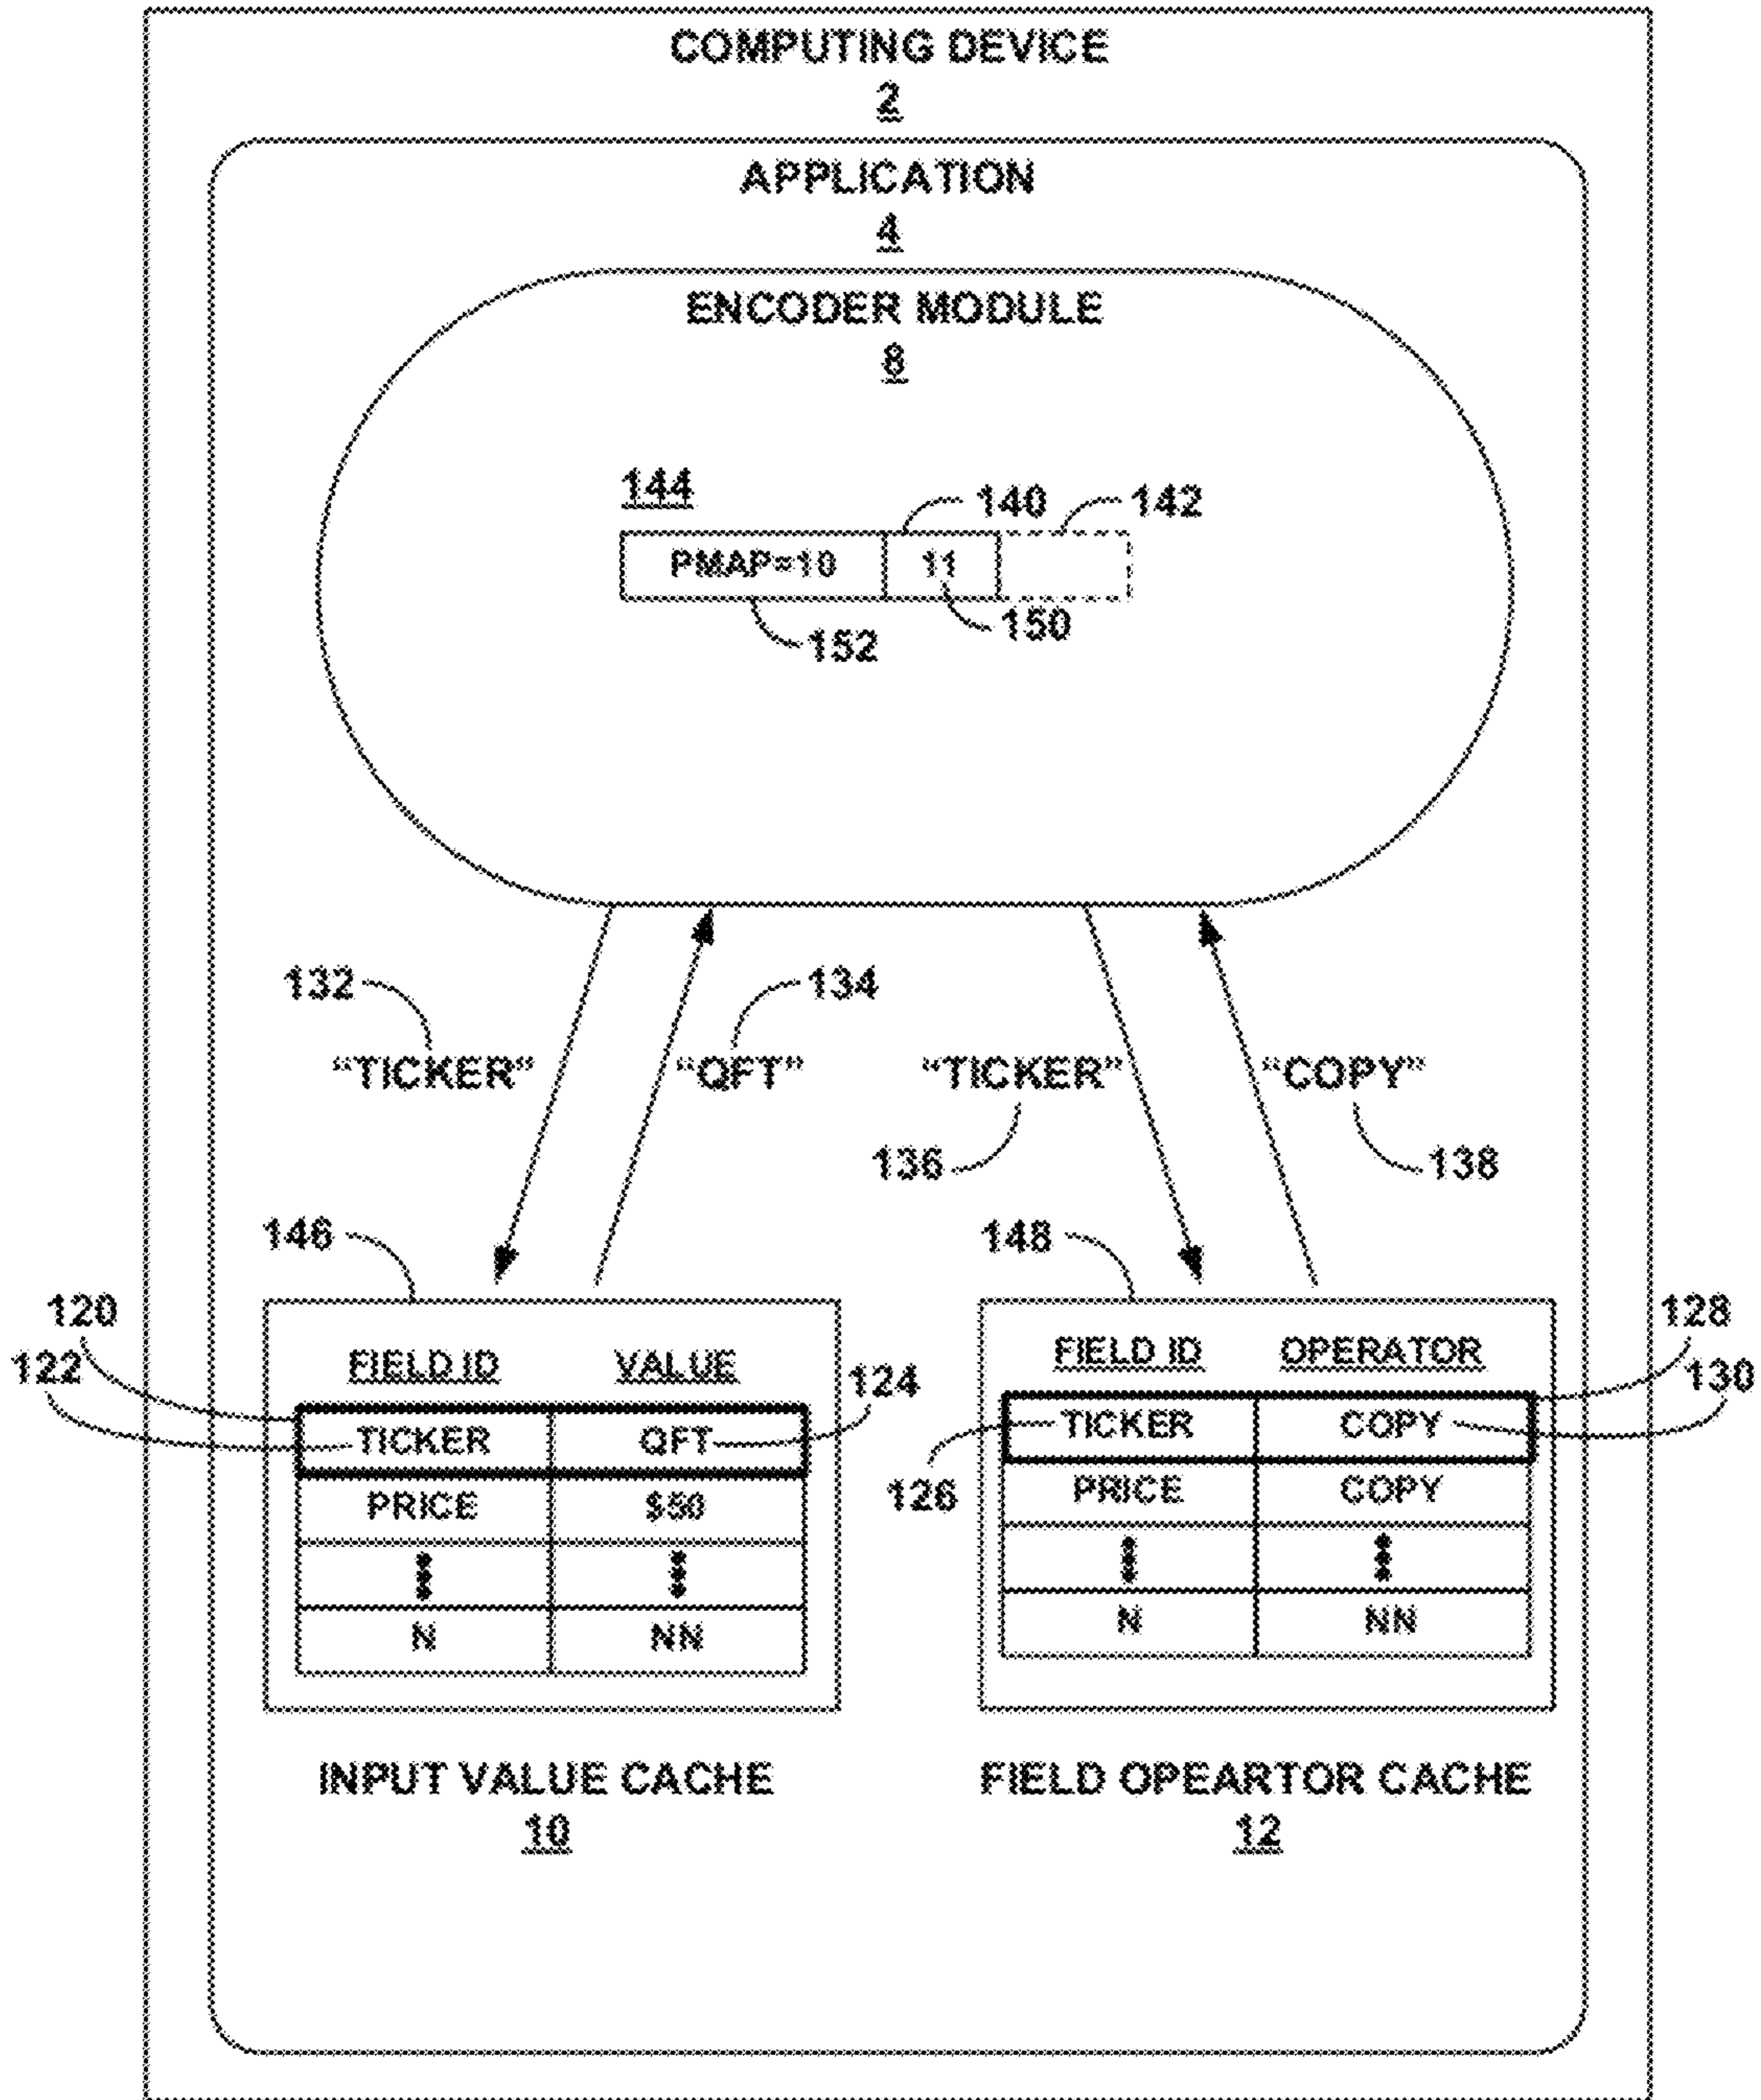 COMPUTING DEVICE
2
APPLICATION
4
ENCODER MODULE
8
144
140
142
PMAP=10
11
150
152
132
134
"TICKER"
"QFT"
"TICKER"
"COPY"
136
138
146
148
120
122
FIELD ID
VALUE
124
TICKER
QFT
PRICE
$50
N
NN
FIELD ID
OPERATOR
128
130
TICKER
COPY
126
PRICE
COPY
N
NN
INPUT VALUE CACHE
10
FIELD OPEARTOR CACHE
12